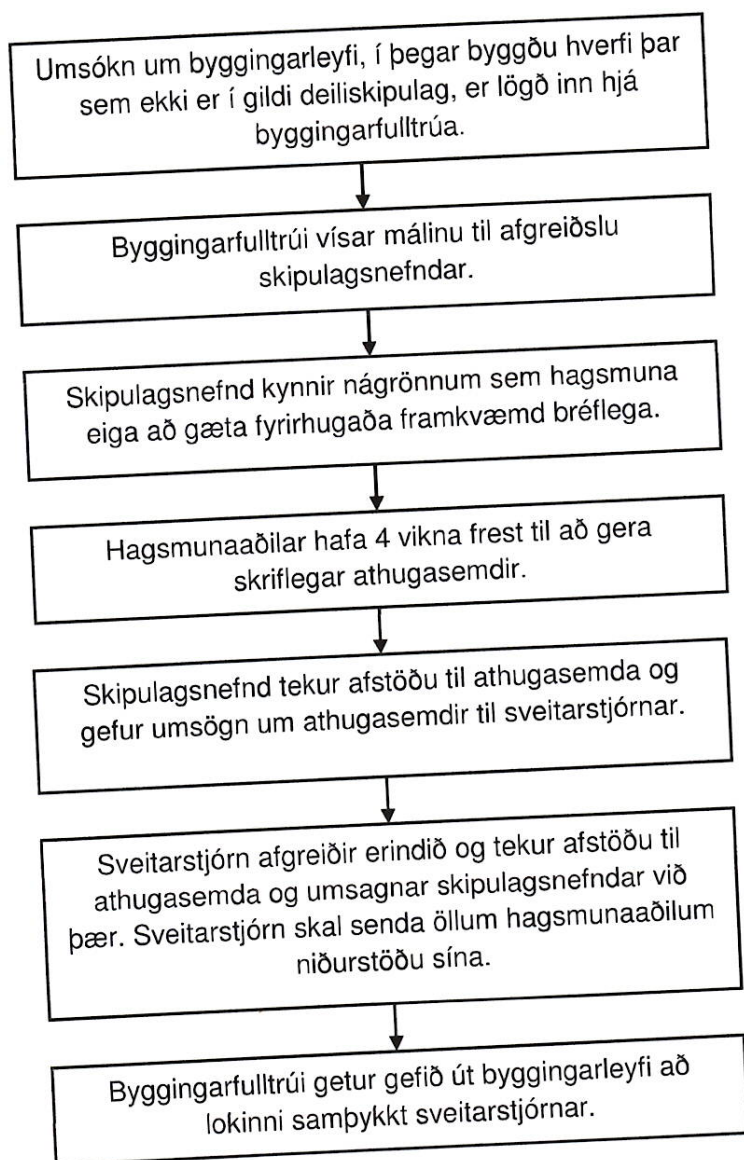 Umsókn um byggingarleyfi, í þegar byggðu hverfi þar
sem ekki er í gildi deiliskipulag, er lögð inn hjá
byggingarfulltrúa.
Byggingarfulltrúi vísar málinu til afgreiðslu
skipulagsnefndar.
Skipulagsnefnd kynnir nágrönnum sem hagsmuna
eiga að gæta fyrirhugaða framkvæmd bréflega.
Hagsmunaaðilar hafa 4 vikna frest til að gera
skriflegar athugasemdir.
Skipulagsnefnd tekur afstöðu til athugasemda og
gefur umsögn um athugasemdir til sveitarstjórnar.
Sveitarstjórn afgreiðir erindið og tekur afstöðu til
athugasemda og umsagnar skipulagsnefndar við
þær. Sveitarstjórn skal senda öllum hagsmunaaðilum
niðurstöðu sína.
Byggingarfulltrúi getur gefið út byggingarleyfi að
lokinni samþykkt sveitarstjórnar.